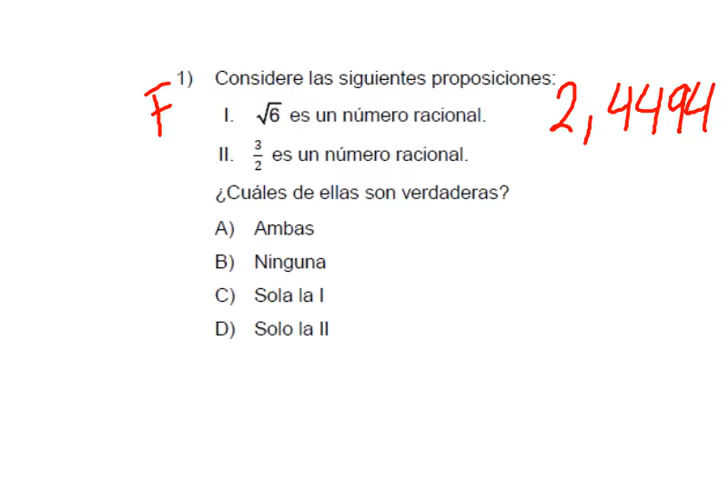 1) Considere las siguientes proposiciones:
F I. √6 es un número racional. 2,4494
II. 3/2 es un número racional.
¿Cuáles de ellas son verdaderas?
A) Ambas
B) Ninguna
C) Sola la I
D) Solo la II